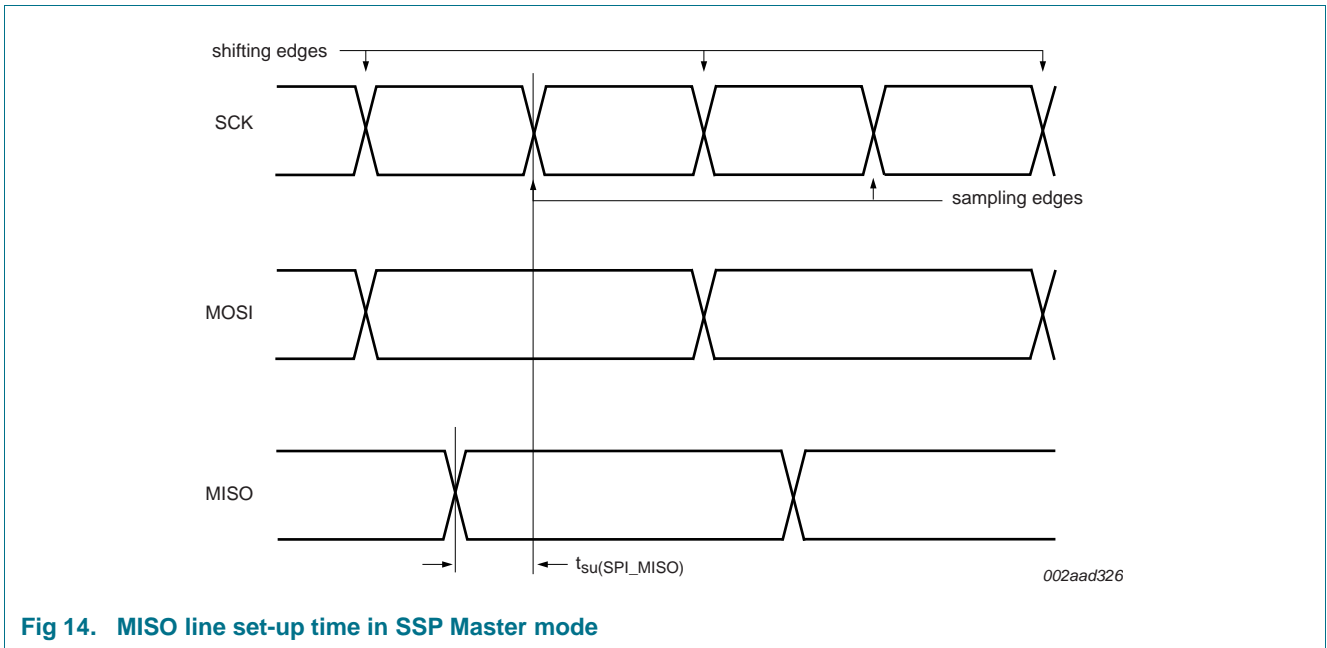 shifting edges
SCK
sampling edges
MOSI
MISO
tsu(SPI_MISO)
002aad326
Fig 14. MISO line set-up time in SSP Master mode